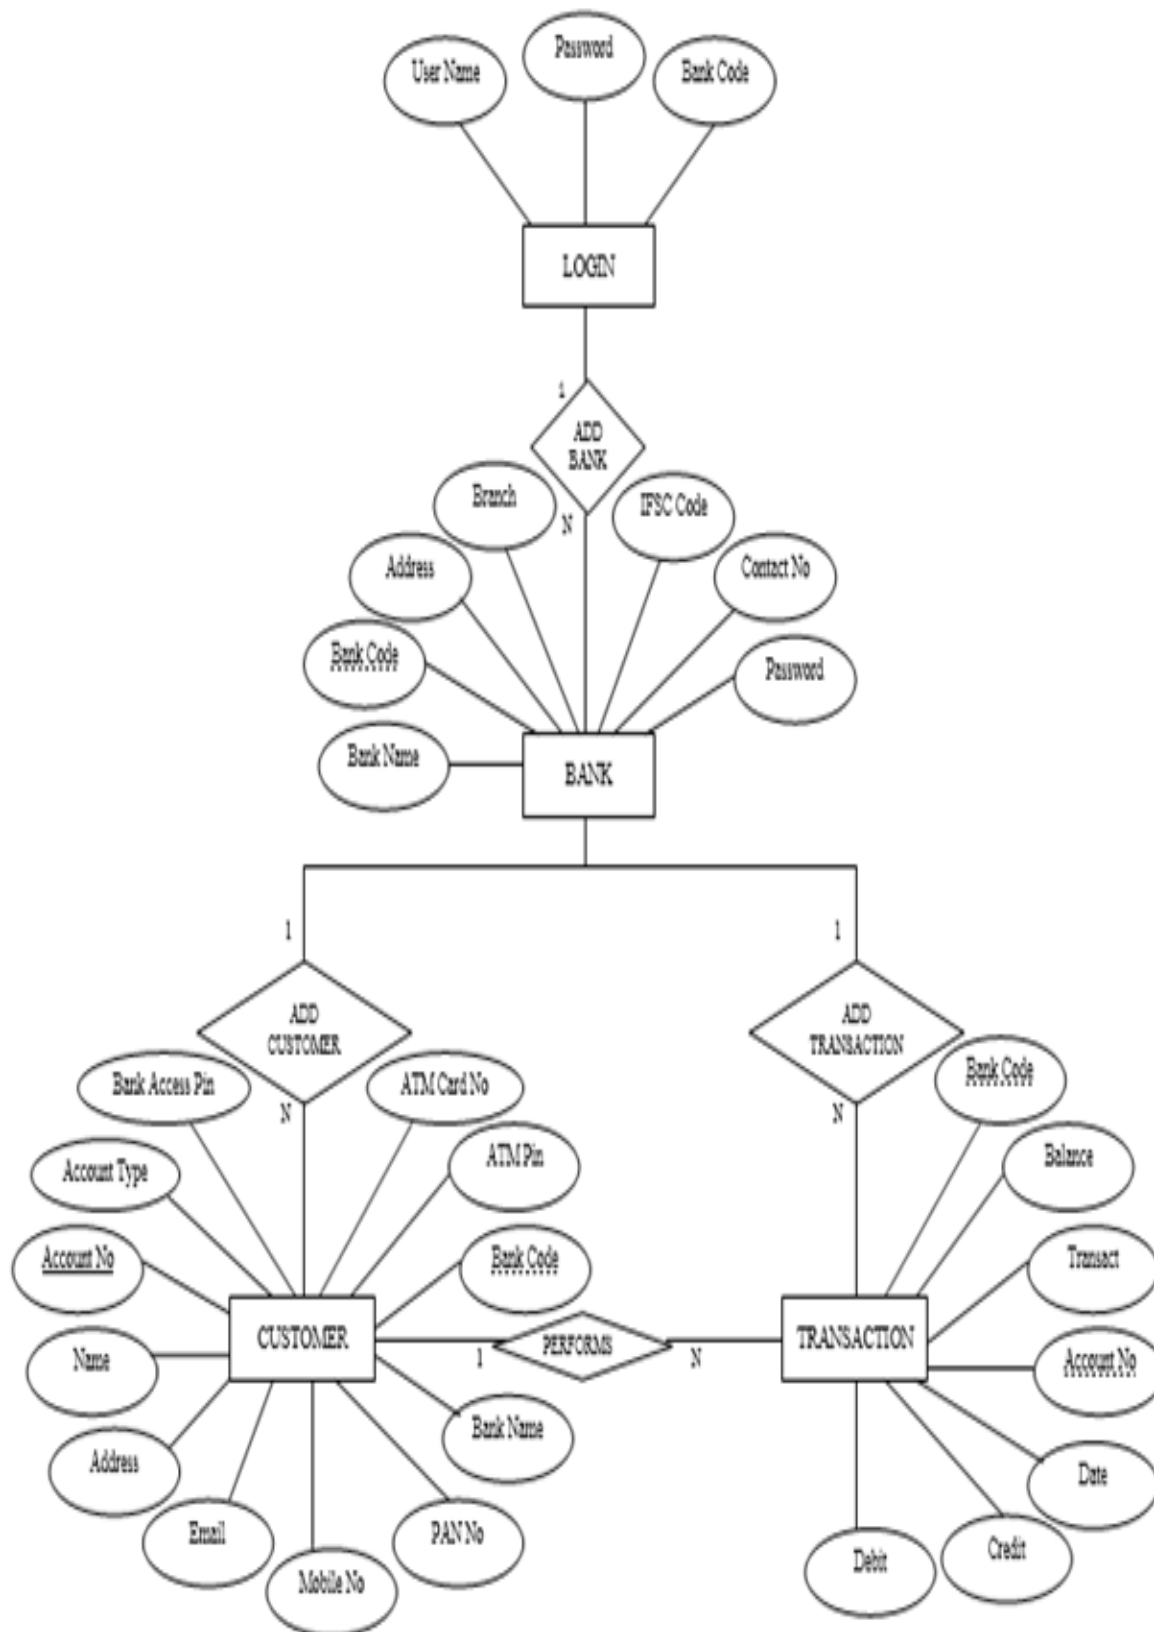 Password
User Name
Bank Code
LOGIN
1
ADD
BANK
N
Branch
IFSC Code
Address
Contact No
Bank Code
Password
Bank Name
BANK
1
1
ADD
CUSTOMER
ADD
TRANSACTION
Bank Access Pin
N
ATM Card No
N
Bank Code
Account Type
ATM Pin
Balance
Account No
Bank Code
Transact
CUSTOMER
1
PERFORMS
N
TRANSACTION
Name
Account No
Address
Bank Name
Date
Email
PAN No
Mobile No
Debit
Credit